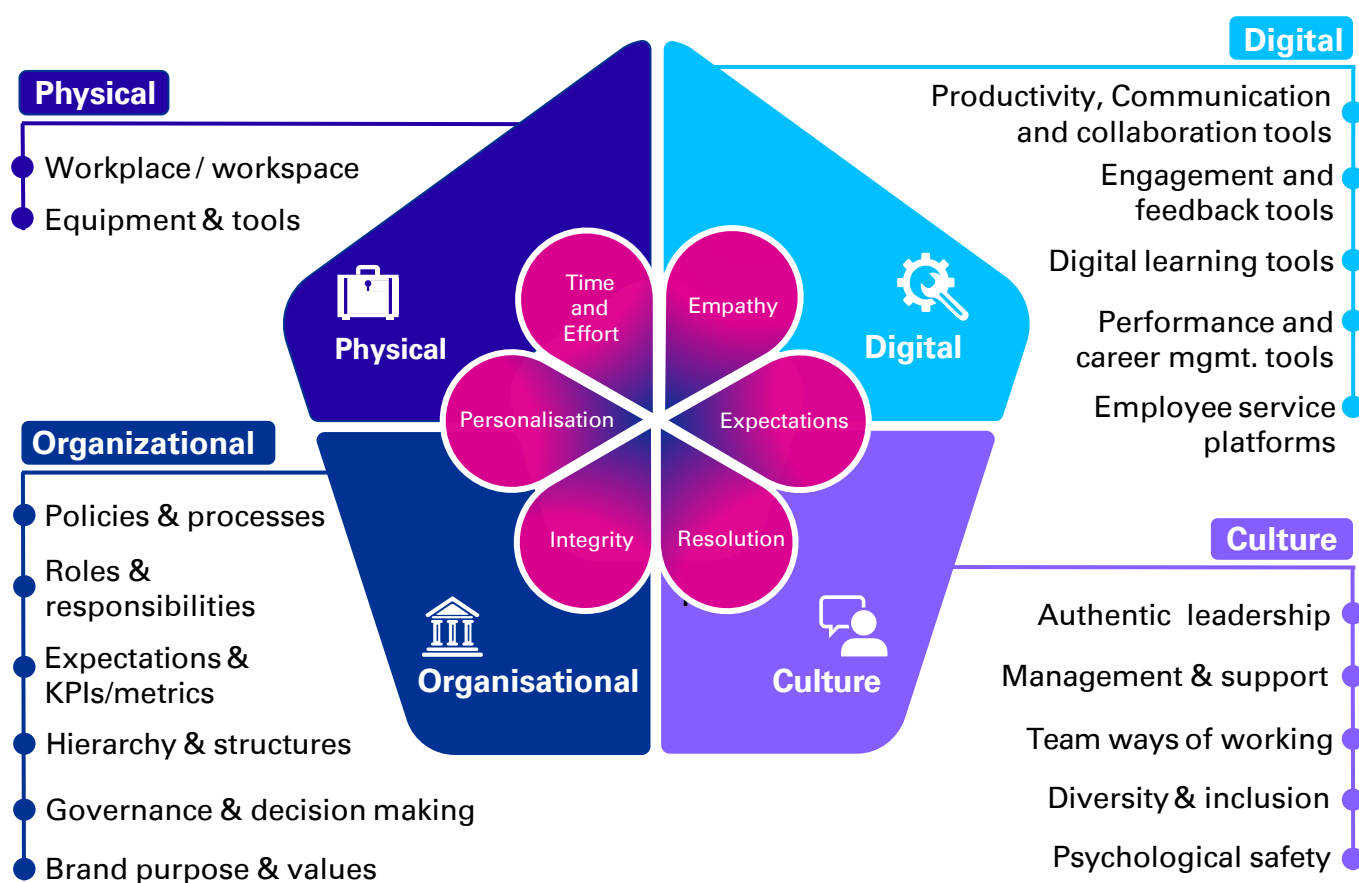 Physical
Workplace / workspace
Equipment & tools
Digital
Productivity, Communication
and collaboration tools
Engagement and
feedback tools
Digital learning tools
Performance and
career mgmt. tools
Employee service
platforms
Time
and
Effort
Empathy
Physical
Digital
Personalisation
Expectations
Integrity
Resolution
Organisational
Culture
Organizational
Policies & processes
Roles &
responsibilities
Expectations &
KPIs/metrics
Hierarchy & structures
Governance & decision making
Brand purpose & values
Culture
Authentic leadership
Management & support
Team ways of working
Diversity & inclusion
Psychological safety